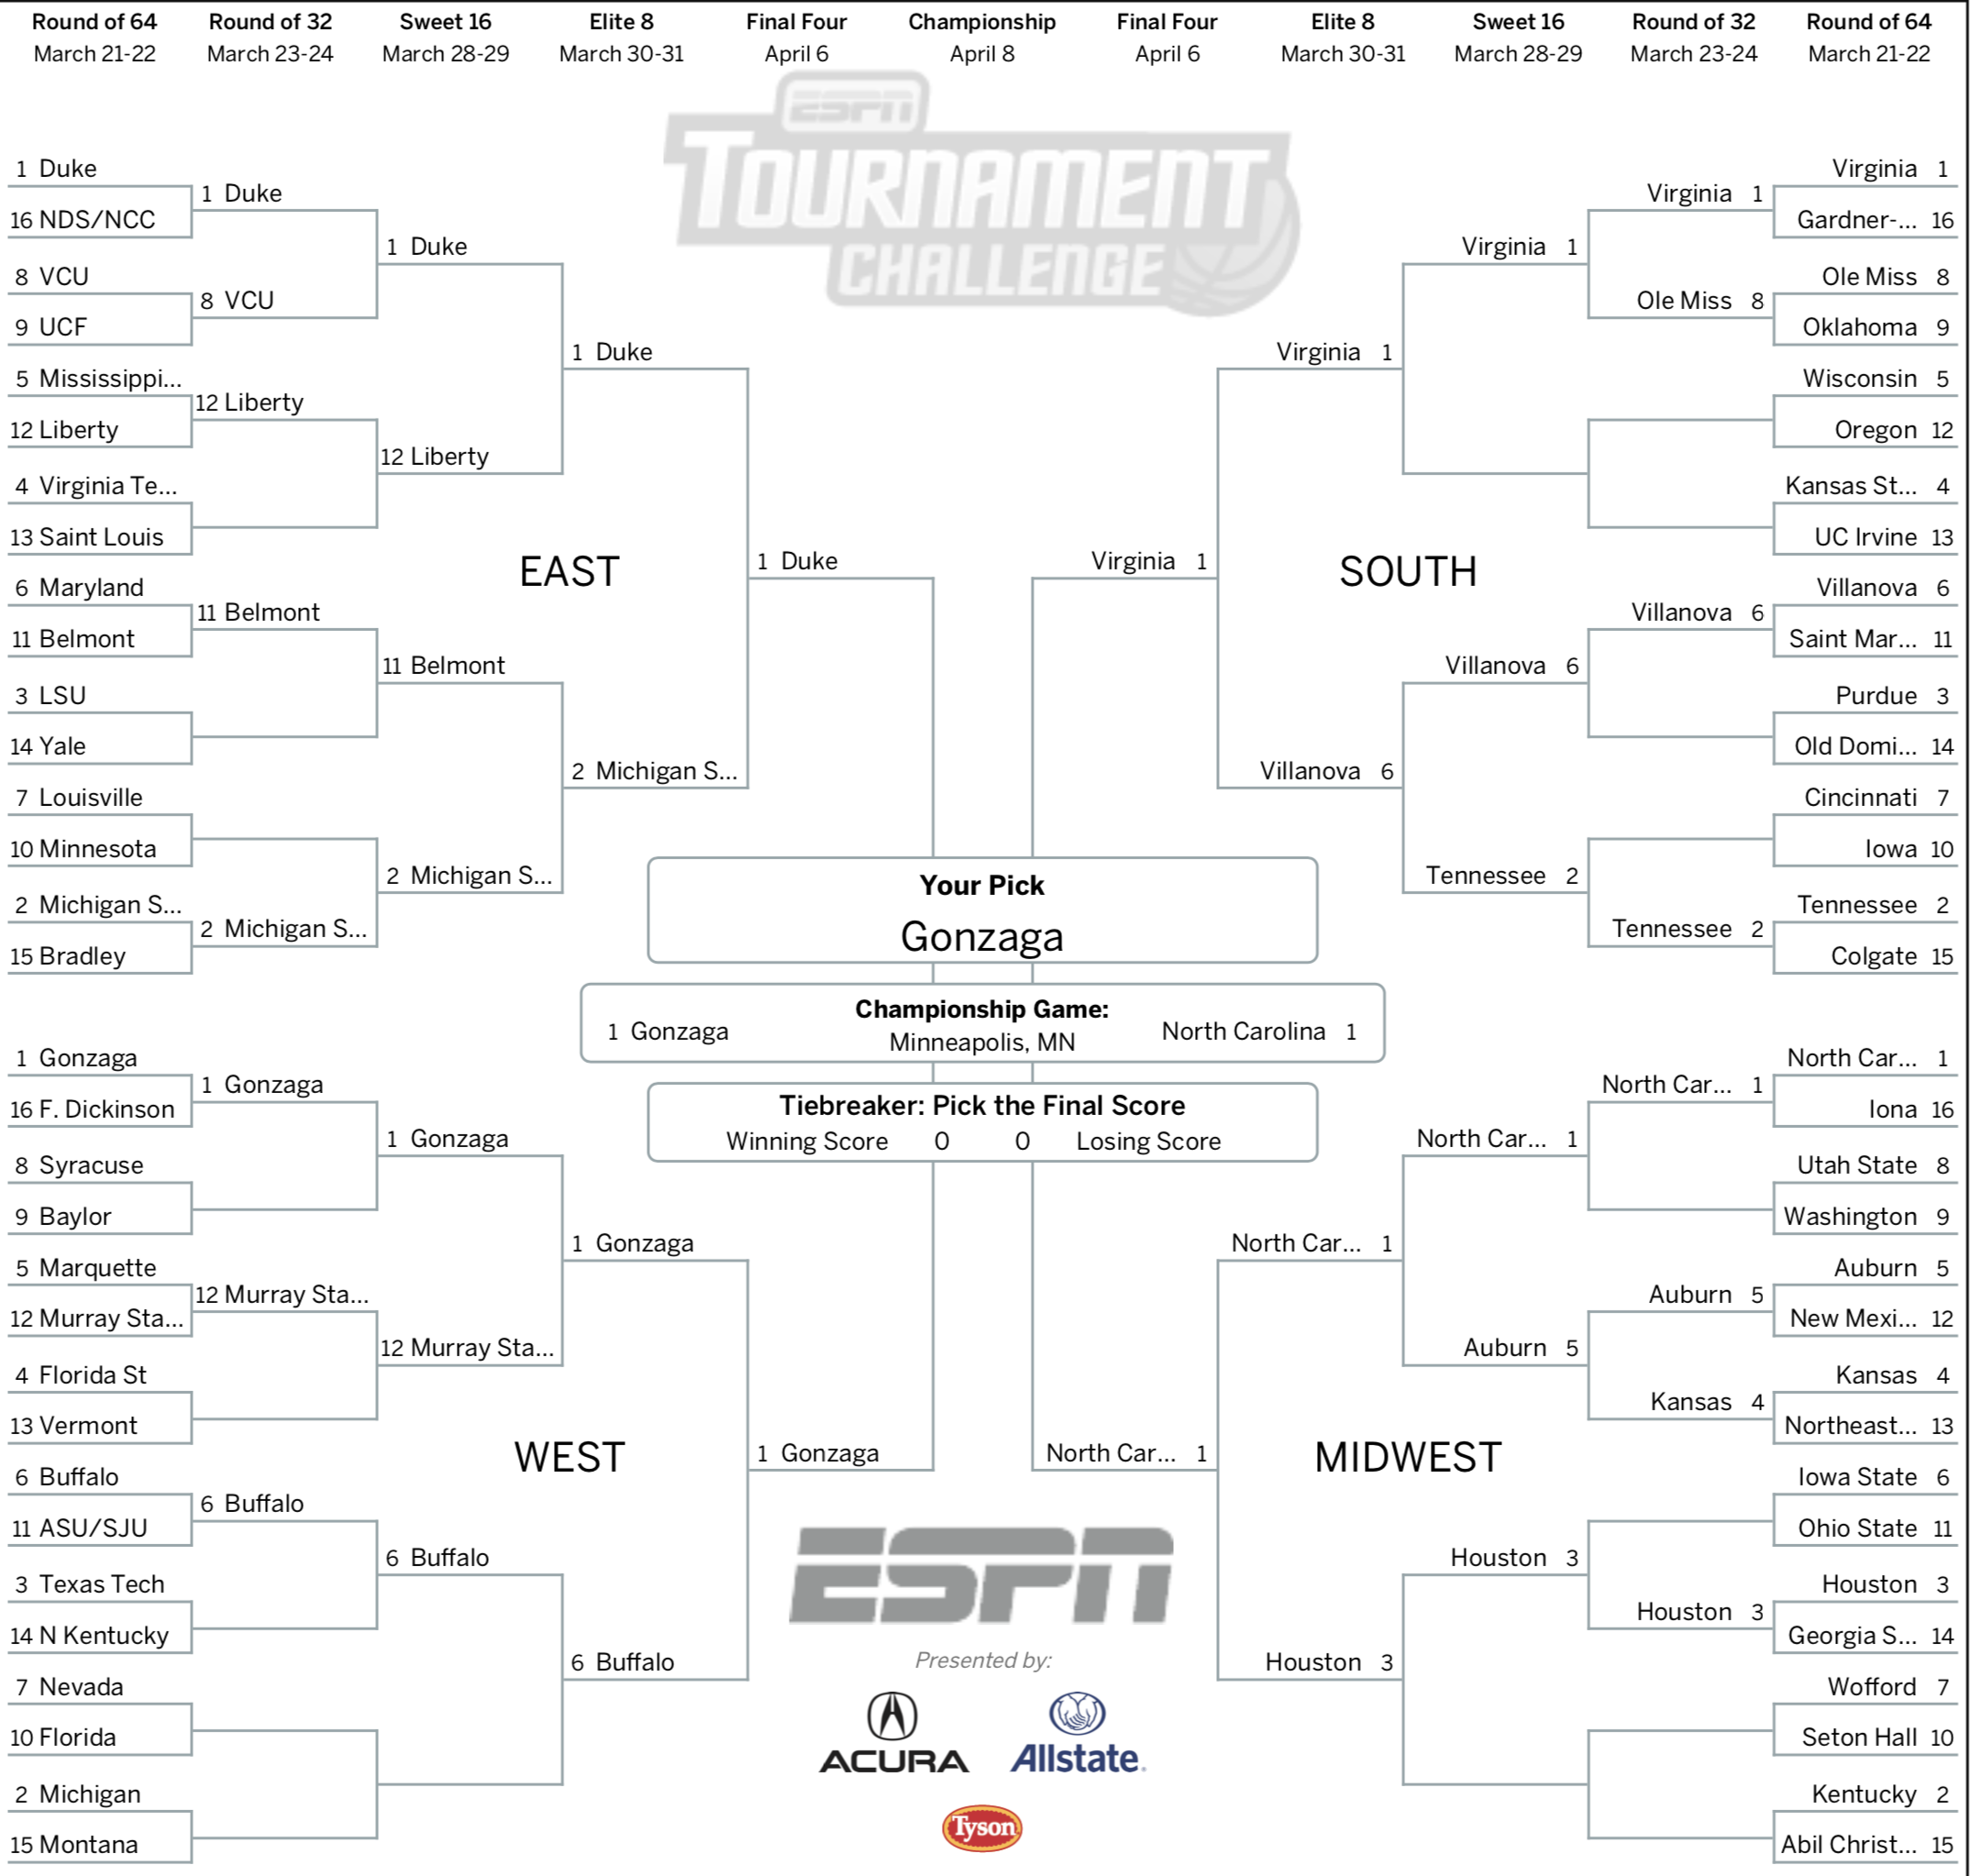 Round of 64 Round of 32 Sweet 16 Elite 8 Final Four Championship Final Four Elite 8 Sweet 16 Round of 32 Round of 64
March 21-22 March 23-24 March 28-29 March 30-31 April 6 April 8 April 6 March 30-31 March 28-29 March 23-24 March 21-22
ESPN
TOURNAMENT
CHALLENGE
1 Duke
16 NDS/NCC
8 VCU
9 UCF
5 Mississippi...
12 Liberty
4 Virginia Te...
13 Saint Louis
6 Maryland
11 Belmont
3 LSU
14 Yale
7 Louisville
10 Minnesota
2 Michigan S...
15 Bradley
1 Duke
8 VCU
12 Liberty
11 Belmont
2 Michigan S...
1 Duke
12 Liberty
11 Belmont
2 Michigan S...
1 Duke
2 Michigan S...
1 Duke
EAST
1 Gonzaga
16 F. Dickinson
8 Syracuse
9 Baylor
5 Marquette
12 Murray Sta...
4 Florida St
13 Vermont
6 Buffalo
11 ASU/SJU
3 Texas Tech
14 N Kentucky
7 Nevada
10 Florida
2 Michigan
15 Montana
1 Gonzaga
12 Murray Sta...
6 Buffalo
1 Gonzaga
12 Murray Sta...
6 Buffalo
1 Gonzaga
6 Buffalo
1 Gonzaga
WEST
Your Pick
Gonzaga
Championship Game:
1 Gonzaga Minneapolis, MN North Carolina 1
Tiebreaker: Pick the Final Score
Winning Score 0 0 Losing Score
Virginia 1
Villanova 6
Virginia 1
Virginia 1
Villanova 6
Tennessee 2
Virginia 1
Ole Miss 8
Villanova 6
Tennessee 2
Virginia 1
Gardner-... 16
Ole Miss 8
Oklahoma 9
Wisconsin 5
Oregon 12
Kansas St... 4
UC Irvine 13
Villanova 6
Saint Mar... 11
Purdue 3
Old Domi... 14
Cincinnati 7
Iowa 10
Tennessee 2
Colgate 15
SOUTH
North Car... 1
North Car... 1
Houston 3
North Car... 1
Auburn 5
Houston 3
North Car... 1
Auburn 5
Kansas 4
Houston 3
North Car... 1
Iona 16
Utah State 8
Washington 9
Auburn 5
New Mexi... 12
Kansas 4
Northeast... 13
Iowa State 6
Ohio State 11
Houston 3
Georgia S... 14
Wofford 7
Seton Hall 10
Kentucky 2
Abil Christ... 15
MIDWEST
ESPN
Presented by:
ACURA
Allstate.
Tyson